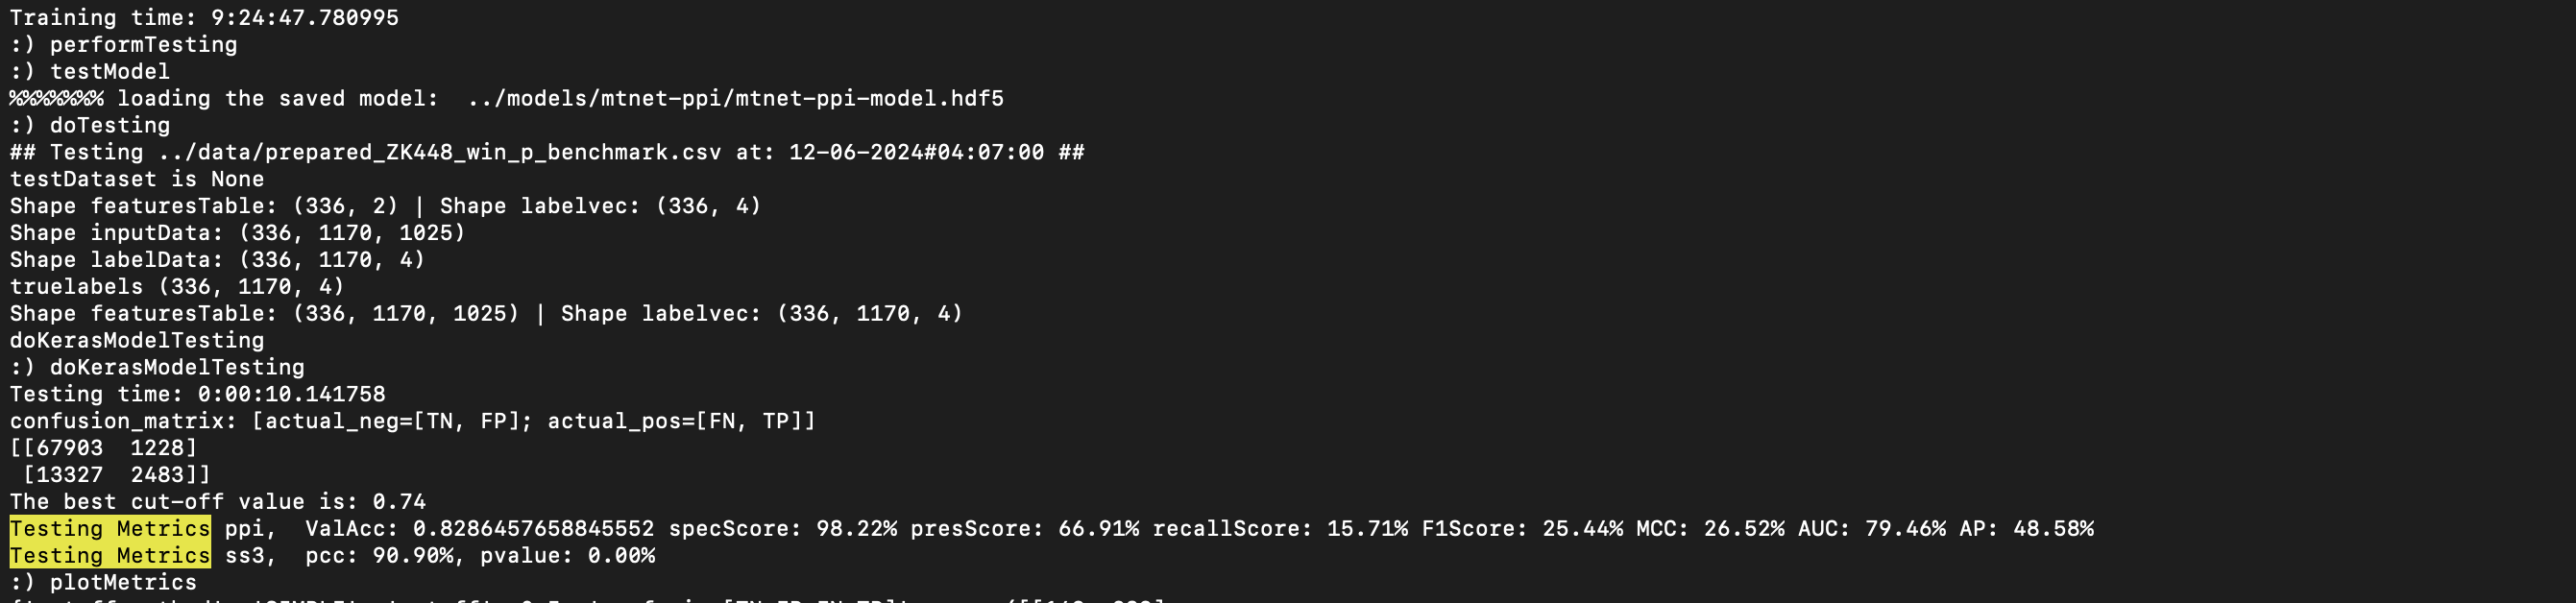 Training time: 9:24:47.780995
:) performTesting
:) testModel
%%%%%%% loading the saved model:  ../models/mtnet-ppi/mtnet-ppi-model.hdf5
:) doTesting
## Testing ../data/prepared_ZK448_win_p_benchmark.csv at: 12-06-2024#04:07:00 ##
testDataset is None
Shape featuresTable: (336, 2) | Shape labelvec: (336, 4)
Shape inputData: (336, 1170, 1025)
Shape labelData: (336, 1170, 4)
truelabels (336, 1170, 4)
Shape featuresTable: (336, 1170, 1025) | Shape labelvec: (336, 1170, 4)
doKerasModelTesting
:) doKerasModelTesting
Testing time: 0:00:10.141758
confusion_matrix: [actual_neg=[TN, FP]; actual_pos=[FN, TP]]
[[67903  1228]
 [13327  2483]]
The best cut-off value is: 0.74
Testing Metrics ppi,  ValAcc: 0.8286457658845552 specScore: 98.22% presScore: 66.91% recallScore: 15.71% F1Score: 25.44% MCC: 26.52% AUC: 79.46% AP: 48.58%
Testing Metrics ss3,  pcc: 90.90%, pvalue: 0.00%
:) plotMetrics